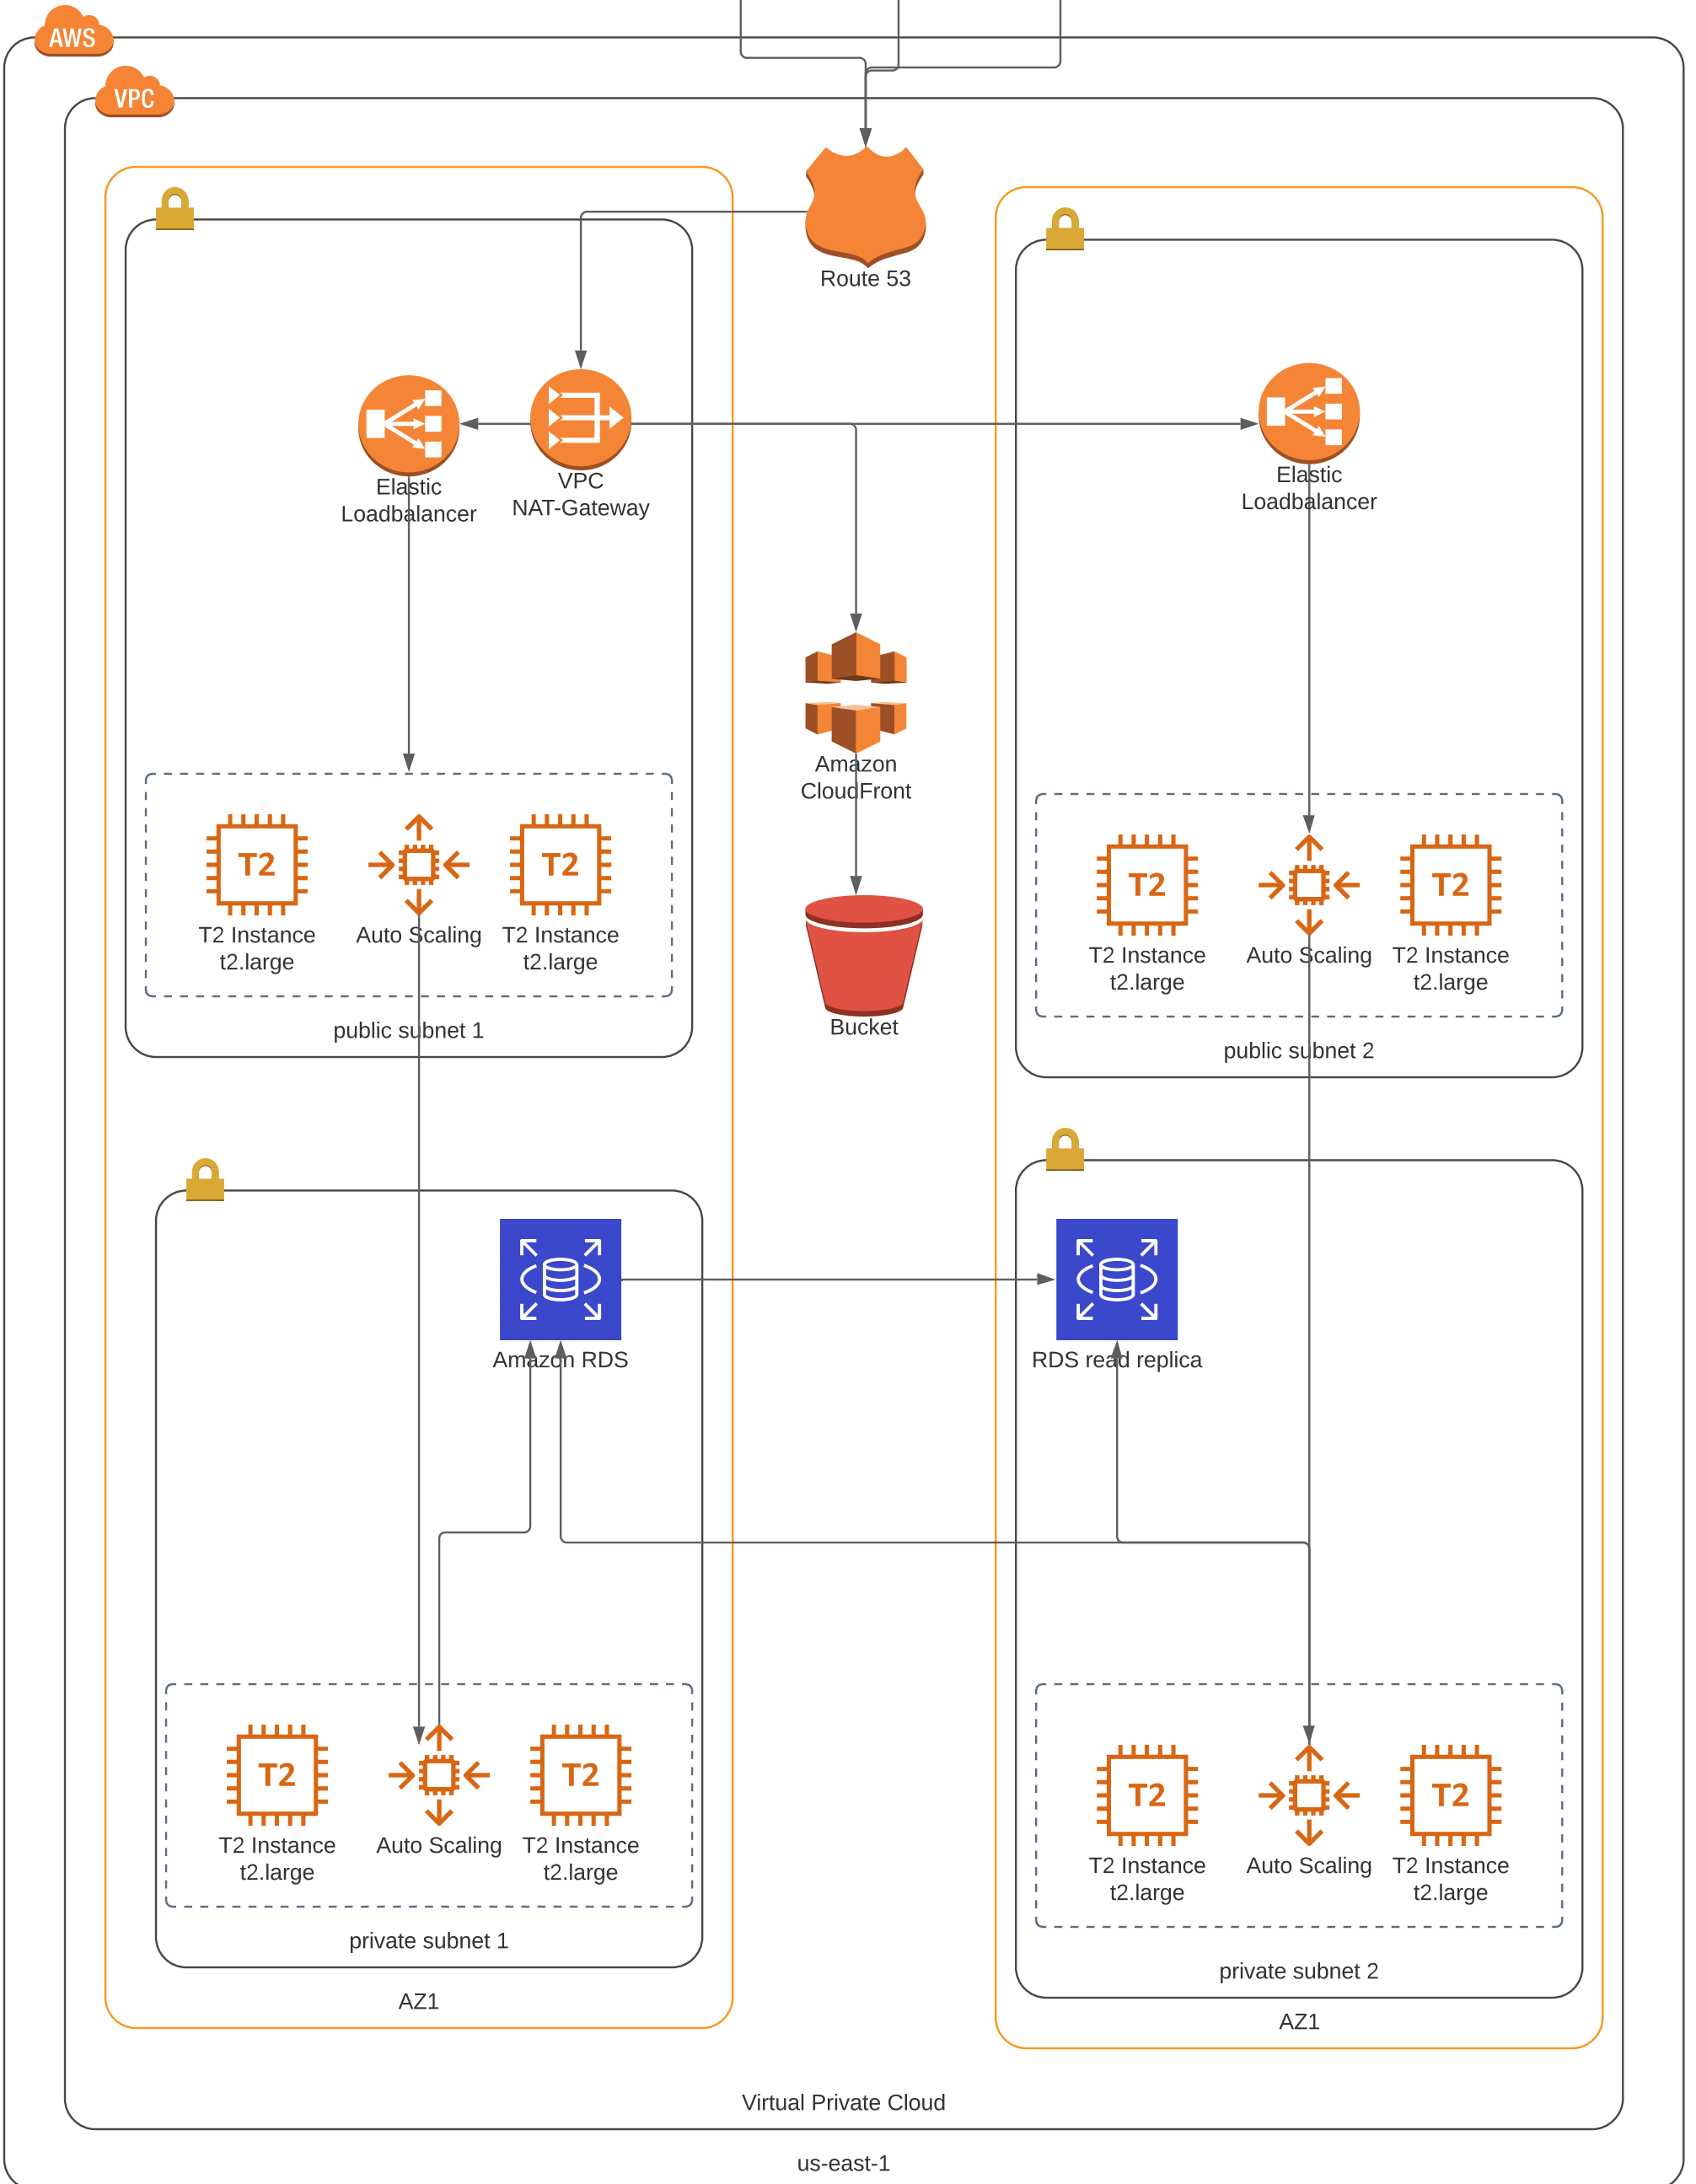 AWS
VPC
Route 53
Elastic
Loadbalancer
VPC
NAT-Gateway
Elastic
Loadbalancer
Amazon
CloudFront
T2
T2 Instance
t2.large
Auto Scaling
T2
T2 Instance
t2.large
public subnet 1
Bucket
T2
T2 Instance
t2.large
Auto Scaling
T2
T2 Instance
t2.large
public subnet 2
Amazon RDS
RDS read replica
T2
T2 Instance
t2.large
Auto Scaling
T2
T2 Instance
t2.large
private subnet 1
AZ1
T2
T2 Instance
t2.large
Auto Scaling
T2
T2 Instance
t2.large
private subnet 2
AZ1
Virtual Private Cloud
us-east-1